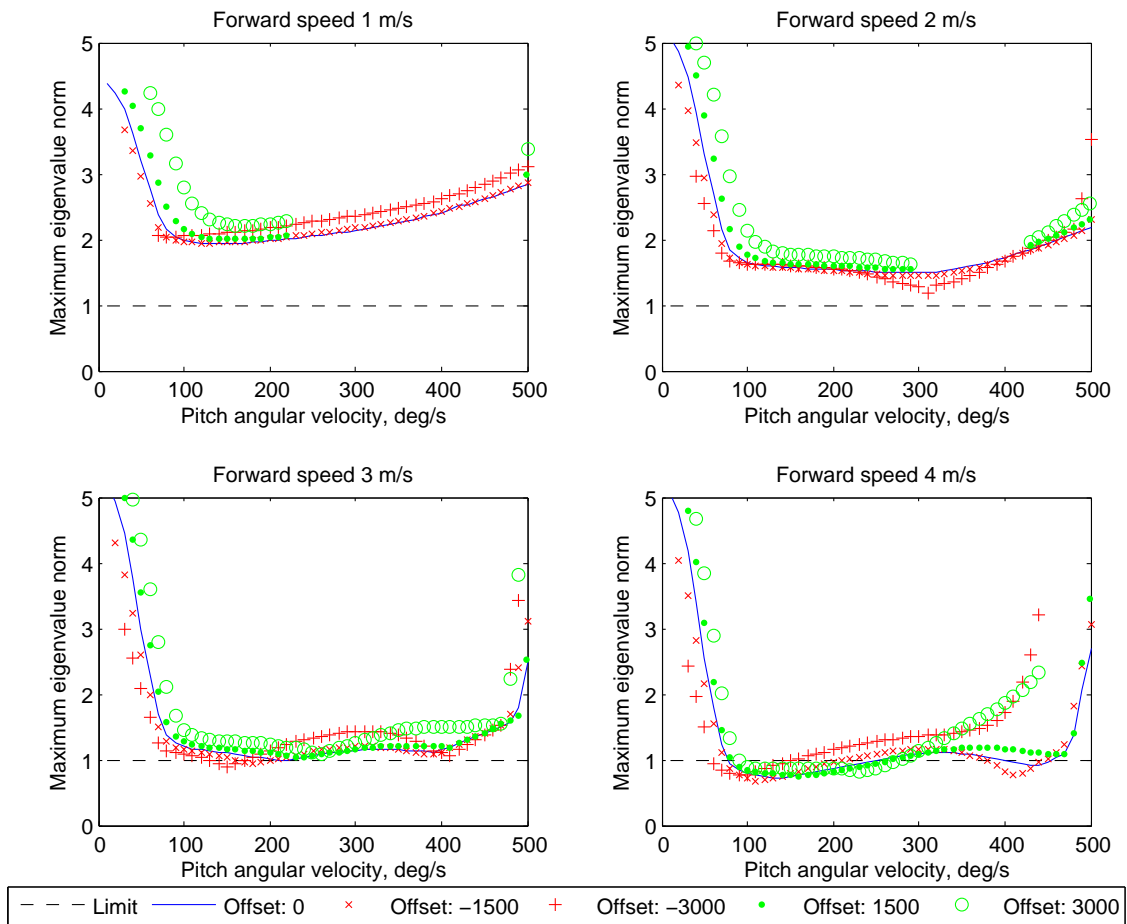 Forward speed 1 m/s
Maximum eigenvalue norm
5
4
3
2
1
0
0 100 200 300 400 500
Pitch angular velocity, deg/s
Forward speed 2 m/s
Maximum eigenvalue norm
5
4
3
2
1
0
0 100 200 300 400 500
Pitch angular velocity, deg/s
Forward speed 3 m/s
Maximum eigenvalue norm
5
4
3
2
1
0
0 100 200 300 400 500
Pitch angular velocity, deg/s
Forward speed 4 m/s
Maximum eigenvalue norm
5
4
3
2
1
0
0 100 200 300 400 500
Pitch angular velocity, deg/s
Limit Offset: 0 Offset: −1500 Offset: −3000 Offset: 1500 Offset: 3000